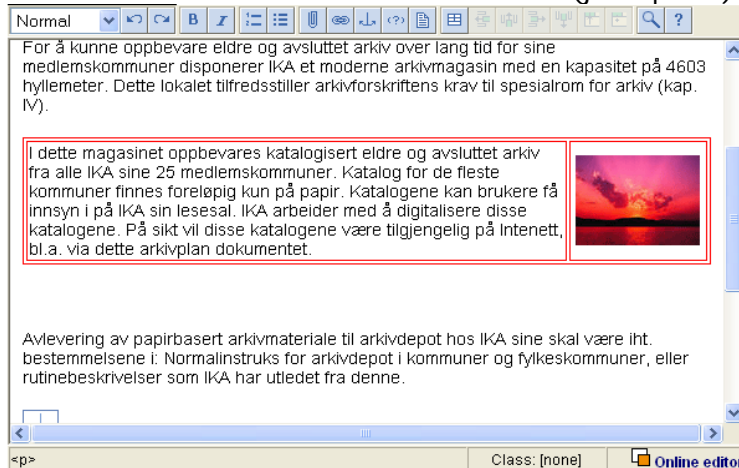 Normal B I ?
For å kunne oppbevare eldre og avsluttet arkiv over lang tid for sine
medlemskommuner disponerer IKA et moderne arkivmagasin med en kapasitet på 4603
hyllemeter. Dette lokalet tilfredsstiller arkivforskriftens krav til spesialrom for arkiv (kap.
IV).
I dette magasinet oppbevares katalogisert eldre og avsluttet arkiv
fra alle IKA sine 25 medlemskommuner. Katalog for de fleste
kommuner finnes foreløpig kun på papir. Katalogene kan brukere få
innsyn i på IKA sin lesesal. IKA arbeider med å digitalisere disse
katalogene. På sikt vil disse katalogene være tilgjengelig på Intenett,
bl.a. via dette arkivplan dokumentet.
Avlevering av papirbasert arkivmateriale til arkivdepot hos IKA sine skal være iht.
bestemmelsene i: Normalinstruks for arkivdepot i kommuner og fylkeskommuner, eller
rutinebeskrivelser som IKA har utledet fra denne.
<p> Class: [none] Online editor